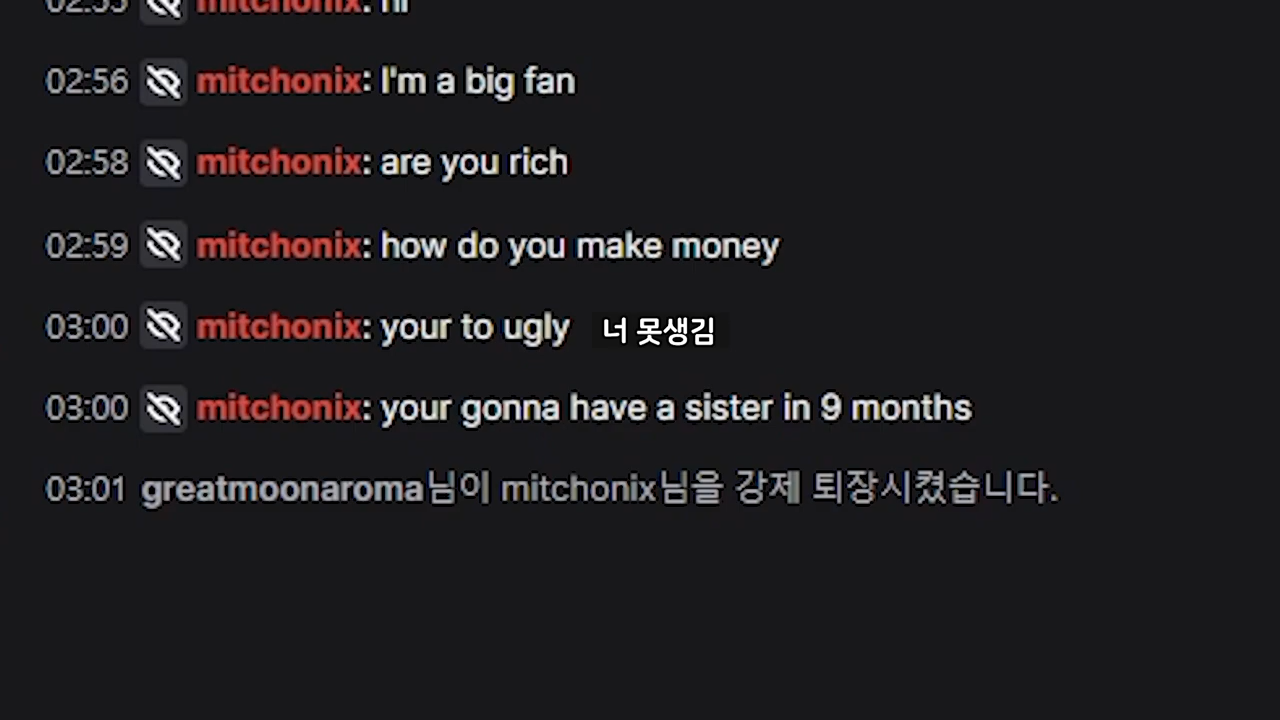 02:55 mitchonix: hi
02:56 mitchonix: I'm a big fan
02:58 mitchonix: are you rich
02:59 mitchonix: how do you make money
03:00 mitchonix: your to ugly 너 못생김
03:00 mitchonix: your gonna have a sister in 9 months
03:01 greatmoonaroma님이 mitchonix님을 강제 퇴장시켰습니다.